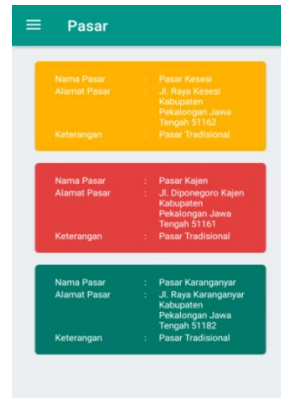 Pasar
Nama Pasar : Pasar Kesesi
Alamat Pasar : Jl. Raya Kesesi
Kabupaten
Pekalongan Jawa
Tengah 51162
Keterangan : Pasar Tradisional
Nama Pasar : Pasar Kajen
Alamat Pasar : Jl. Diponegoro Kajen
Kabupaten
Pekalongan Jawa
Tengah 51161
Keterangan : Pasar Tradisional
Nama Pasar : Pasar Karanganyar
Alamat Pasar : Jl. Raya Karanganyar
Kabupaten
Pekalongan Jawa
Tengah 51182
Keterangan : Pasar Tradisional